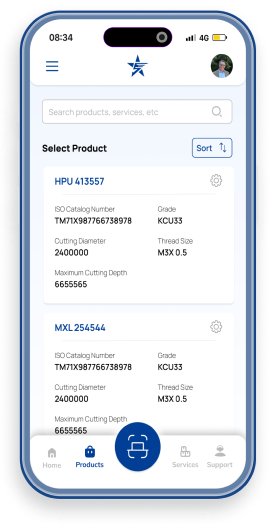 08:34
4G
Search products, services, etc
Select Product
Sort
HPU 413557
ISO Catalog Number Grade
TM71X987766738978 KCU33
Cutting Diameter Thread Size
2400000 M3X 0.5
Maximum Cutting Depth
6655565
MXL 254544
ISO Catalog Number Grade
TM71X987766738978 KCU33
Cutting Diameter Thread Size
2400000 M3X 0.5
Maximum Cutting Depth
6655565
Home Products Services Support